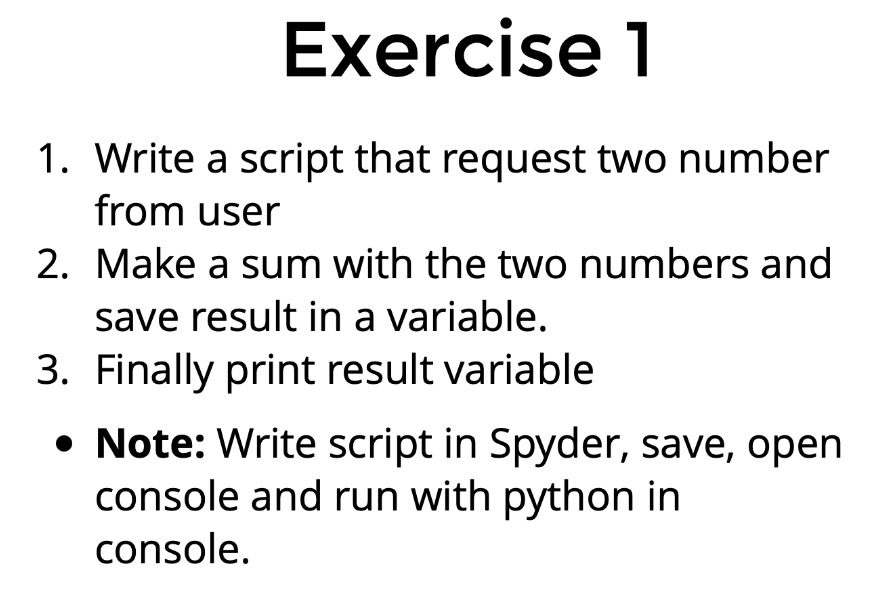 Exercise 1
1. Write a script that request two number
from user
2. Make a sum with the two numbers and
save result in a variable.
3. Finally print result variable
• Note: Write script in Spyder, save, open
console and run with python in
console.